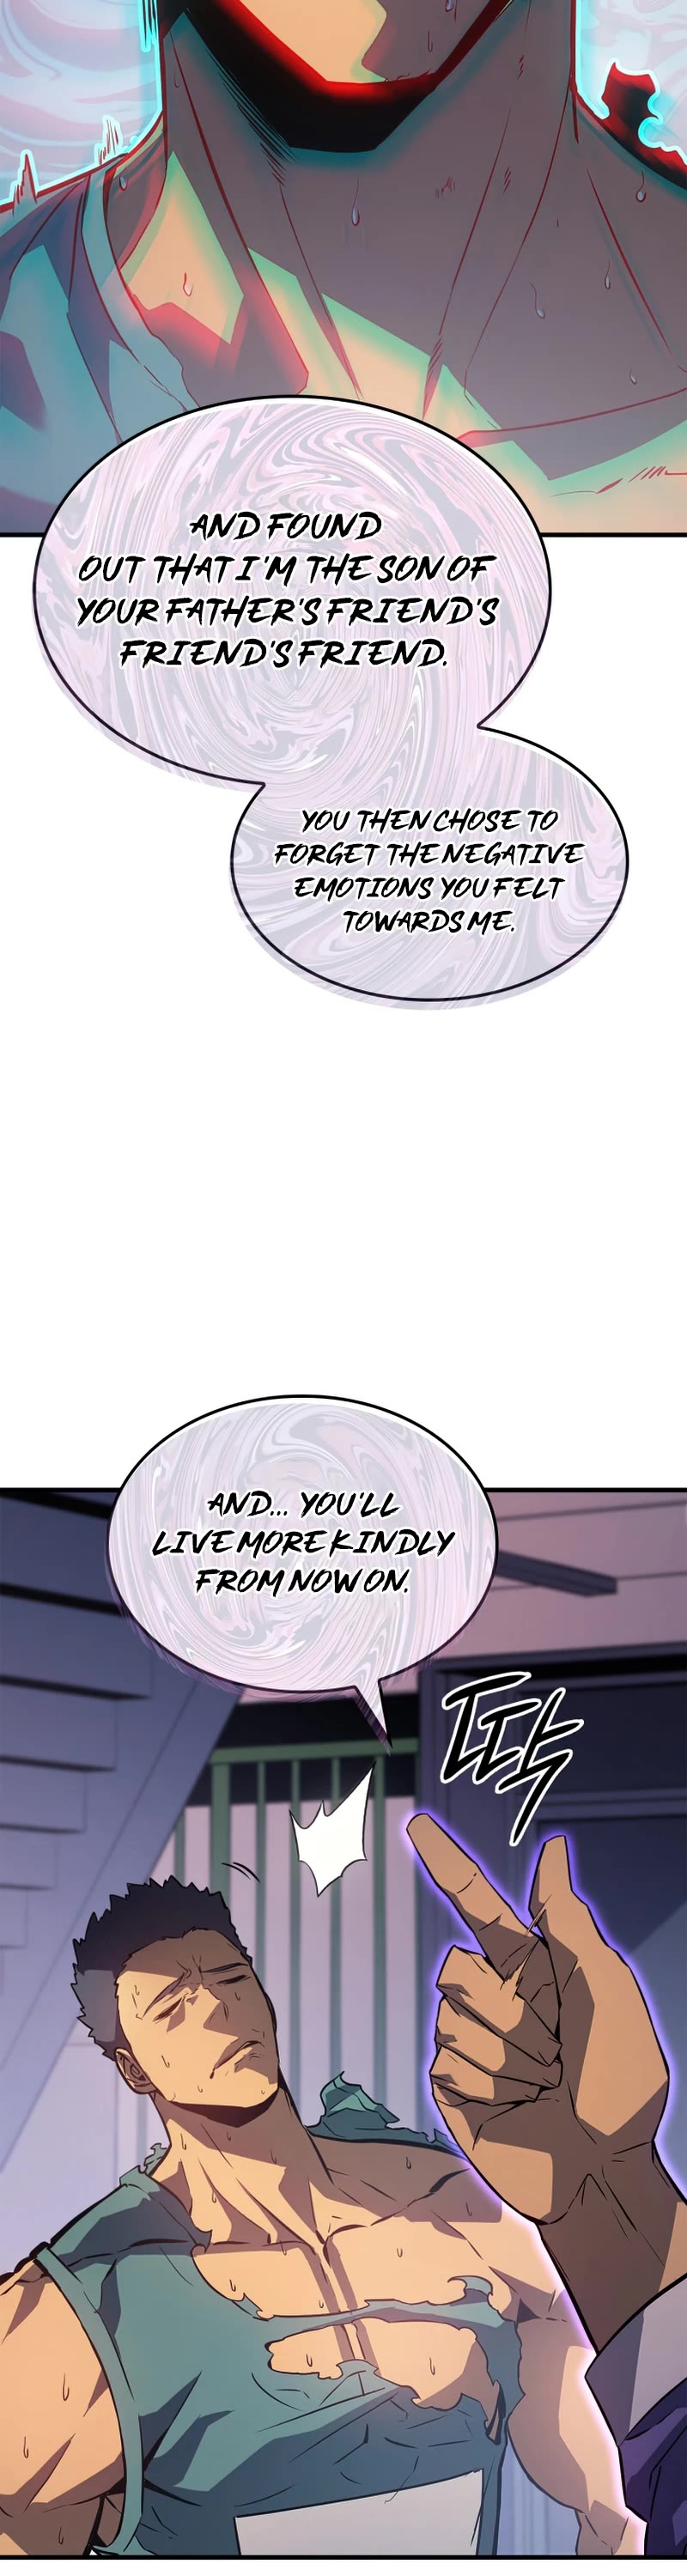 AND FOUND
OUT THAT I'M THE SON OF
YOUR FATHER'S FRIEND'S
FRIEND'S FRIEND.
YOU THEN CHOSE TO
FORGET THE NEGATIVE
EMOTIONS YOU FELT
TOWARDS ME.
AND... YOU'LL
LIVE MORE KINDLY
FROM NOW ON.
딱